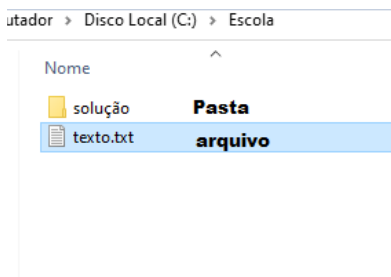 utador > Disco Local (C:) > Escola
Nome
solução Pasta
texto.txt arquivo